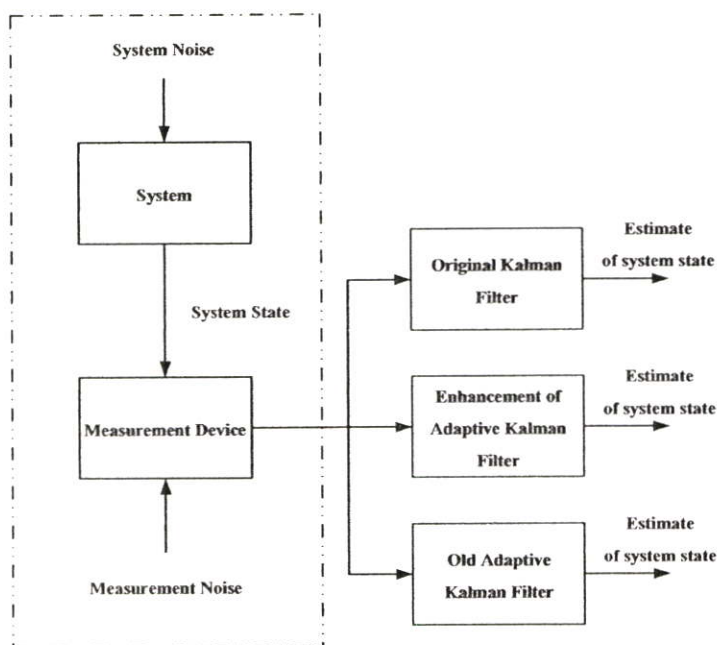 System Noise
System
System State
Measurement Device
Measurement Noise
Original Kalman
Filter
Estimate
of system state
Enhancement of
Adaptive Kalman
Filter
Estimate
of system state
Old Adaptive
Kalman Filter
Estimate
of system state